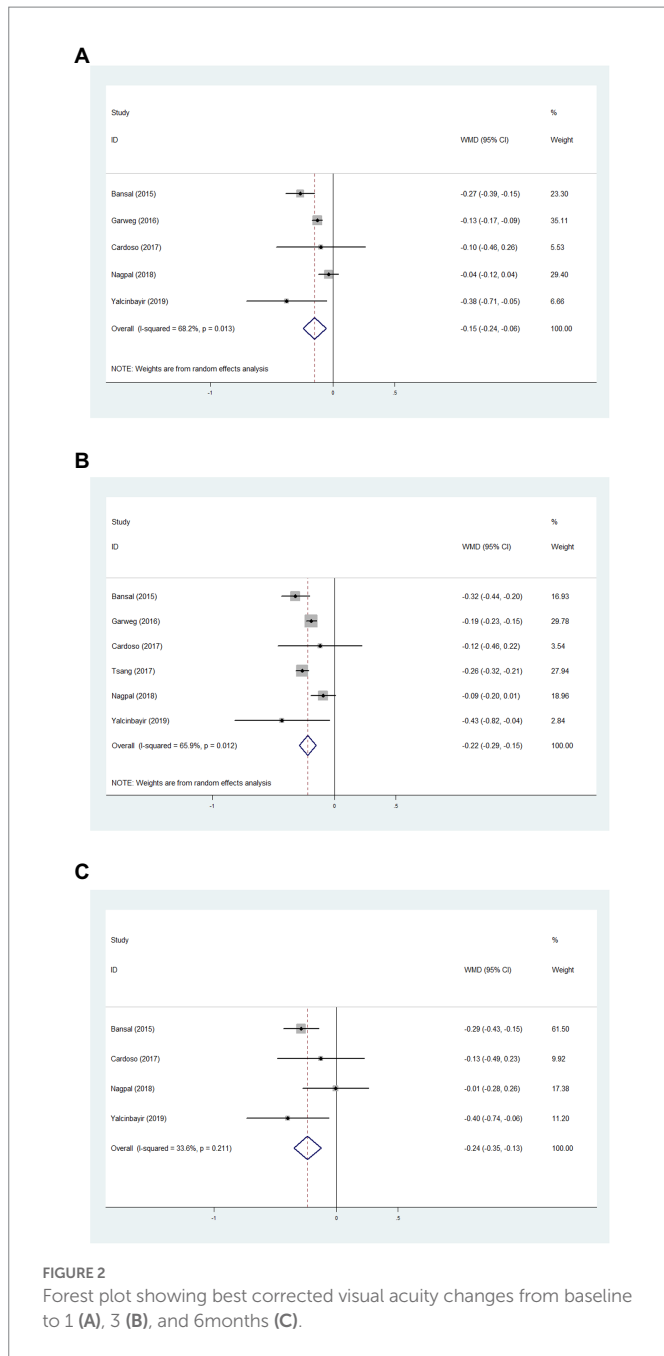 A
Study %
ID WMD (95% CI) Weight
Bansal (2015) -0.27 (-0.39, -0.15) 23.30
Garweg (2016) -0.13 (-0.17, -0.09) 35.11
Cardoso (2017) -0.10 (-0.46, 0.26) 5.53
Nagpal (2018) -0.04 (-0.12, 0.04) 29.40
Yalcinbayir (2019) -0.38 (-0.71, -0.05) 6.66
Overall (I-squared = 68.2%, p = 0.013) -0.15 (-0.24, -0.06) 100.00
NOTE: Weights are from random effects analysis
-1 0 .5
B
Study %
ID WMD (95% CI) Weight
Bansal (2015) -0.32 (-0.44, -0.20) 16.93
Garweg (2016) -0.19 (-0.23, -0.15) 29.78
Cardoso (2017) -0.12 (-0.46, 0.22) 3.54
Tsang (2017) -0.26 (-0.32, -0.21) 27.94
Nagpal (2018) -0.09 (-0.20, 0.01) 18.96
Yalcinbayir (2019) -0.43 (-0.82, -0.04) 2.84
Overall (I-squared = 65.9%, p = 0.012) -0.22 (-0.29, -0.15) 100.00
NOTE: Weights are from random effects analysis
-1 0 .5
C
Study %
ID WMD (95% CI) Weight
Bansal (2015) -0.29 (-0.43, -0.15) 61.50
Cardoso (2017) -0.13 (-0.49, 0.23) 9.92
Nagpal (2018) -0.01 (-0.28, 0.26) 17.38
Yalcinbayir (2019) -0.40 (-0.74, -0.06) 11.20
Overall (I-squared = 33.6%, p = 0.211) -0.24 (-0.35, -0.13) 100.00
-1 0 .5
FIGURE 2
Forest plot showing best corrected visual acuity changes from baseline
to 1 (A), 3 (B), and 6months (C).